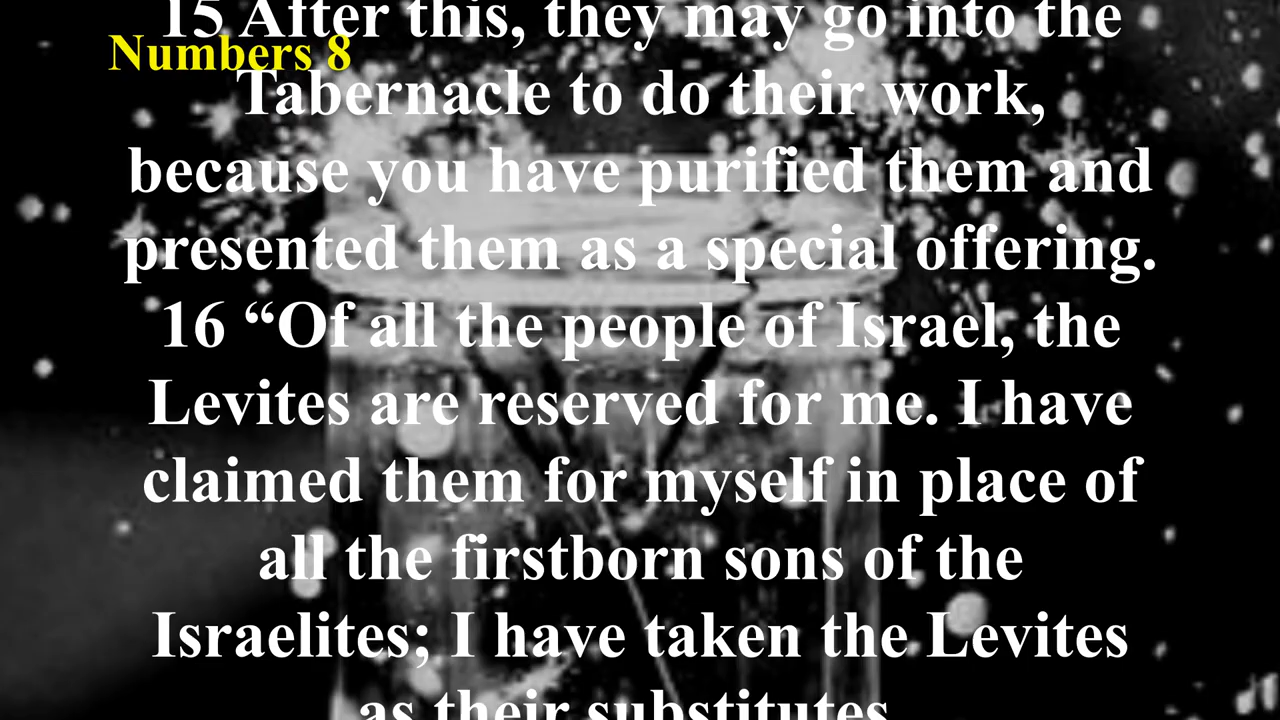 15 After this, they may go into the
Numbers 8
Tabernacle to do their work,
because you have purified them and
presented them as a special offering.
16 “Of all the people of Israel, the
Levites are reserved for me. I have
claimed them for myself in place of
all the firstborn sons of the
Israelites; I have taken the Levites
as their substitutes.